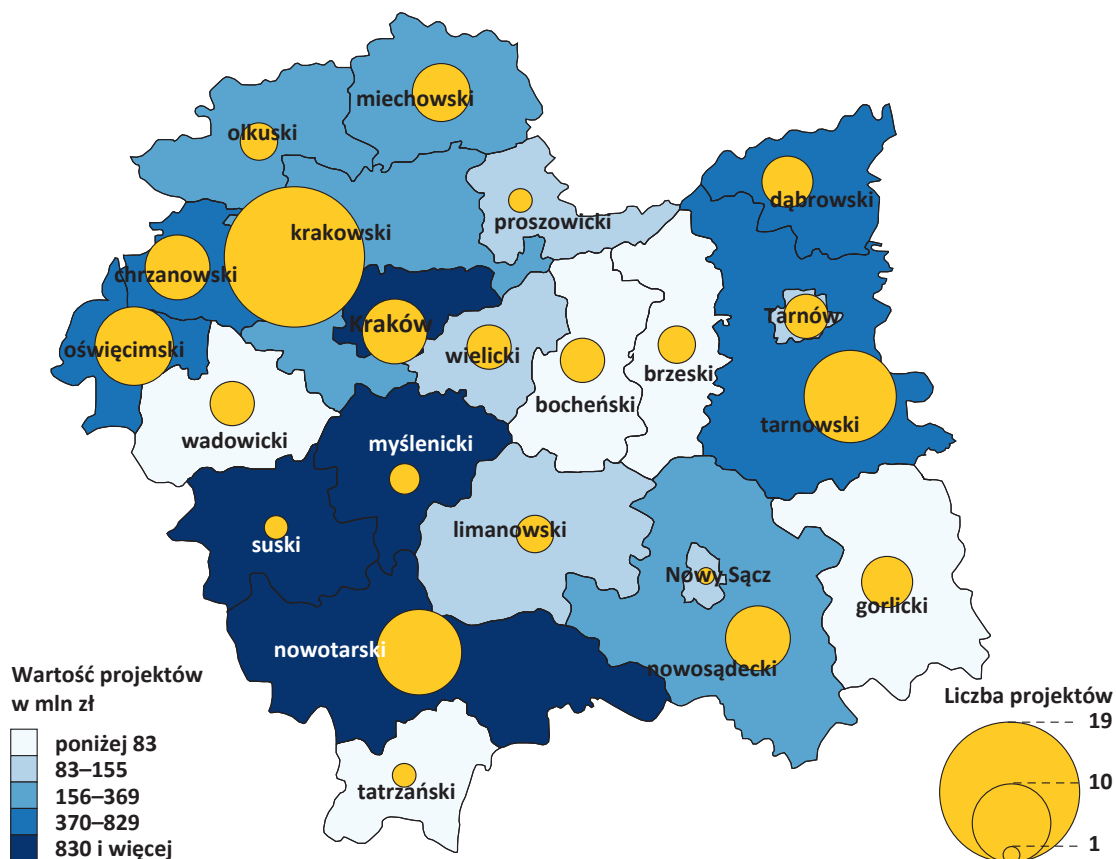 miechowski
olkuski
dąbrowski
proszowicki
krakowski
chrzanowski
Tarnów
Kraków
oświęcimski
wielicki
brzeski
bocheński
tarnowski
wadowicki
myślenicki
limanowski
suski
Nowy Sącz
gorlicki
nowotarski
nowosądecki
tatrzański
Wartość projektów
w mln zł
poniżej 83
83–155
156–369
370–829
830 i więcej
Liczba projektów
19
10
1